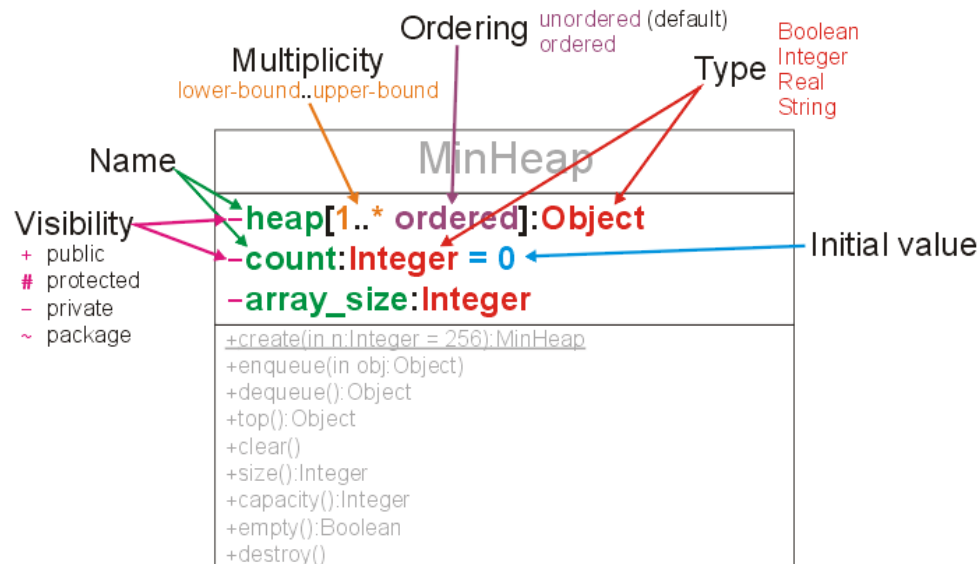 Ordering unordered (default)
ordered
Multiplicity
lower-bound..upper-bound
Type Boolean
Integer
Real
String
MinHeap
Name
Visibility
+ public
# protected
– private
~ package
–heap[1..* ordered]:Object
–count:Integer = 0
–array_size:Integer
Initial value
+create(in n:Integer = 256):MinHeap
+enqueue(in obj:Object)
+dequeue():Object
+top():Object
+clear()
+size():Integer
+capacity():Integer
+empty():Boolean
+destroy()